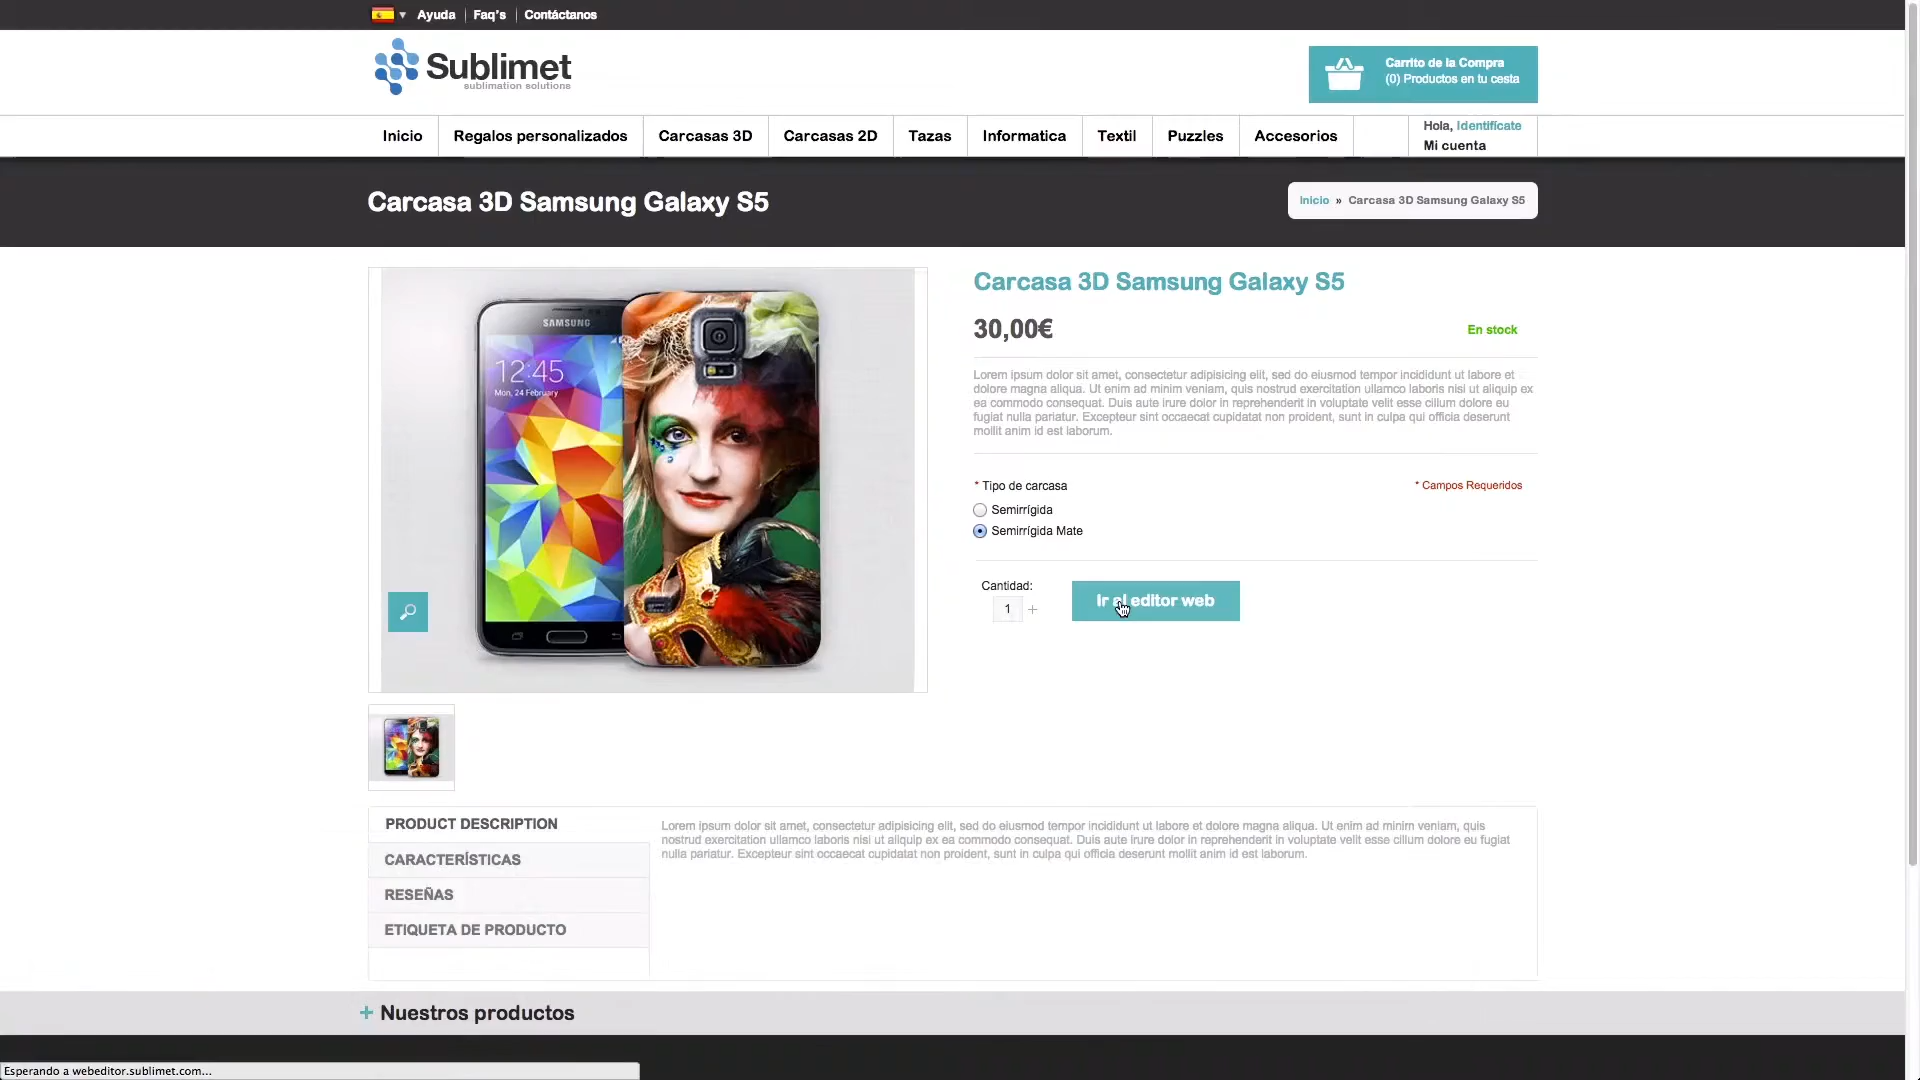 Ayuda
Faq's
Contáctanos
Sublimet
sublimation solutions
Carrito de la Compra
(0) Productos en tu cesta
Inicio
Regalos personalizados
Carcasas 3D
Carcasas 2D
Tazas
Informatica
Textil
Puzzles
Accesorios
Hola, Identifícate
Mi cuenta
Carcasa 3D Samsung Galaxy S5
Inicio » Carcasa 3D Samsung Galaxy S5
SAMSUNG
12:45
Mon, 24 February
Carcasa 3D Samsung Galaxy S5
30,00€
En stock
Lorem ipsum dolor sit amet, consectetur adipisicing elit, sed do eiusmod tempor incididunt ut labore et
dolore magna aliqua. Ut enim ad minim veniam, quis nostrud exercitation ullamco laboris nisi ut aliquip ex
ea commodo consequat. Duis aute irure dolor in reprehenderit in voluptate velit esse cillum dolore eu
fugiat nulla pariatur. Excepteur sint occaecat cupidatat non proident, sunt in culpa qui officia deserunt
mollit anim id est laborum.
* Tipo de carcasa
* Campos Requeridos
Semirrígida
Semirrígida Mate
Cantidad:
1 +
Ir al editor web
PRODUCT DESCRIPTION
CARACTERÍSTICAS
RESEÑAS
ETIQUETA DE PRODUCTO
Lorem ipsum dolor sit amet, consectetur adipisicing elit, sed do eiusmod tempor incididunt ut labore et dolore magna aliqua. Ut enim ad minim veniam, quis
nostrud exercitation ullamco laboris nisi ut aliquip ex ea commodo consequat. Duis aute irure dolor in reprehenderit in voluptate velit esse cillum dolore eu fugiat
nulla pariatur. Excepteur sint occaecat cupidatat non proident, sunt in culpa qui officia deserunt mollit anim id est laborum.
+ Nuestros productos
Esperando a webeditor.sublimet.com...